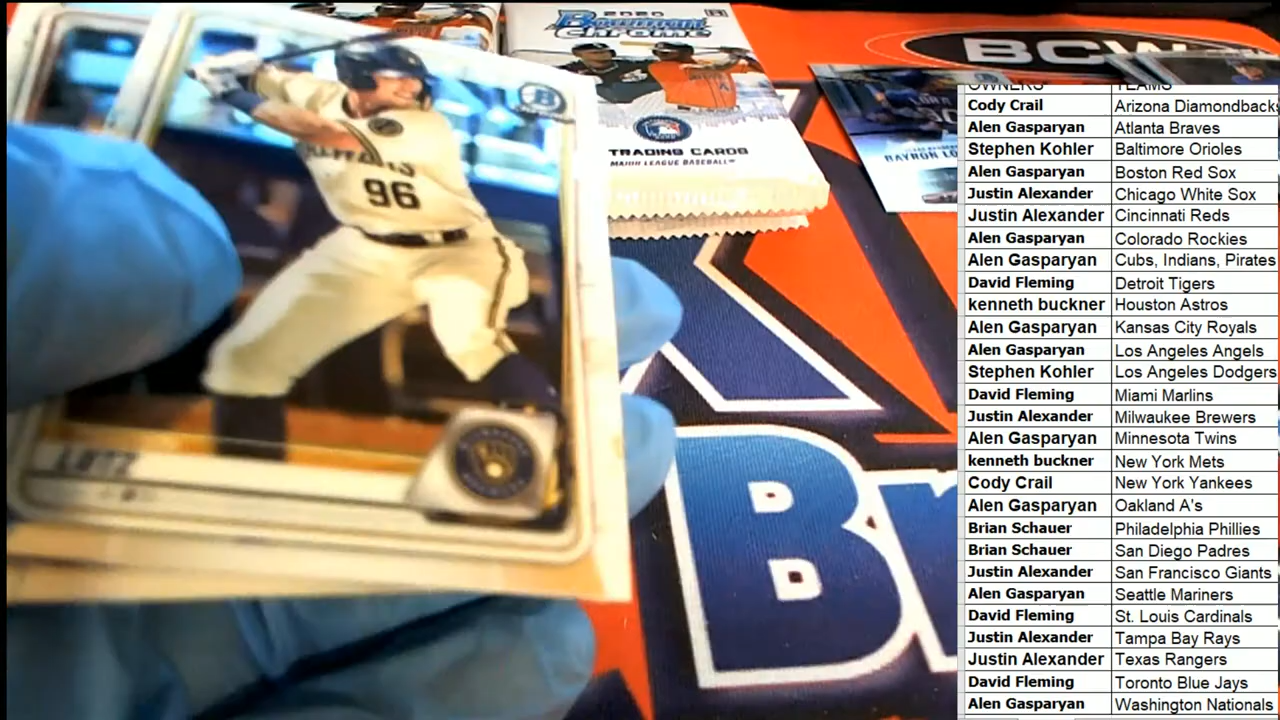 2020
Bowman
Chrome
TRADING CARDS
MAJOR LEAGUE BASEBALL
BCW
B
96
LUTZ
RAYRON LO
Br
OWNERS TEAMS
Cody Crail Arizona Diamondback
Alen Gasparyan Atlanta Braves
Stephen Kohler Baltimore Orioles
Alen Gasparyan Boston Red Sox
Justin Alexander Chicago White Sox
Justin Alexander Cincinnati Reds
Alen Gasparyan Colorado Rockies
Alen Gasparyan Cubs, Indians, Pirates
David Fleming Detroit Tigers
kenneth buckner Houston Astros
Alen Gasparyan Kansas City Royals
Alen Gasparyan Los Angeles Angels
Stephen Kohler Los Angeles Dodgers
David Fleming Miami Marlins
Justin Alexander Milwaukee Brewers
Alen Gasparyan Minnesota Twins
kenneth buckner New York Mets
Cody Crail New York Yankees
Alen Gasparyan Oakland A's
Brian Schauer Philadelphia Phillies
Brian Schauer San Diego Padres
Justin Alexander San Francisco Giants
Alen Gasparyan Seattle Mariners
David Fleming St. Louis Cardinals
Justin Alexander Tampa Bay Rays
Justin Alexander Texas Rangers
David Fleming Toronto Blue Jays
Alen Gasparyan Washington Nationals